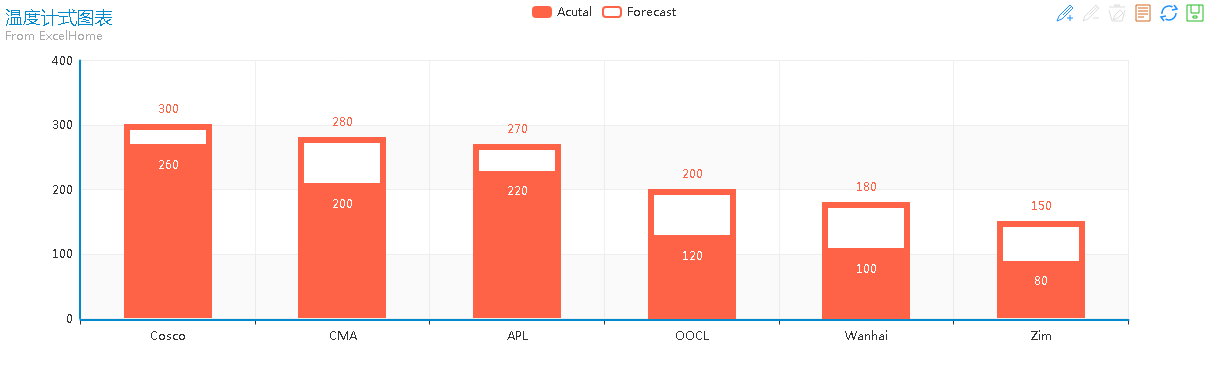 温度计式图表
From ExcelHome
Acutal
Forecast
400
300
200
100
0
300
260
280
200
270
220
200
120
180
100
150
80
Cosco
CMA
APL
OOCL
Wanhai
Zim